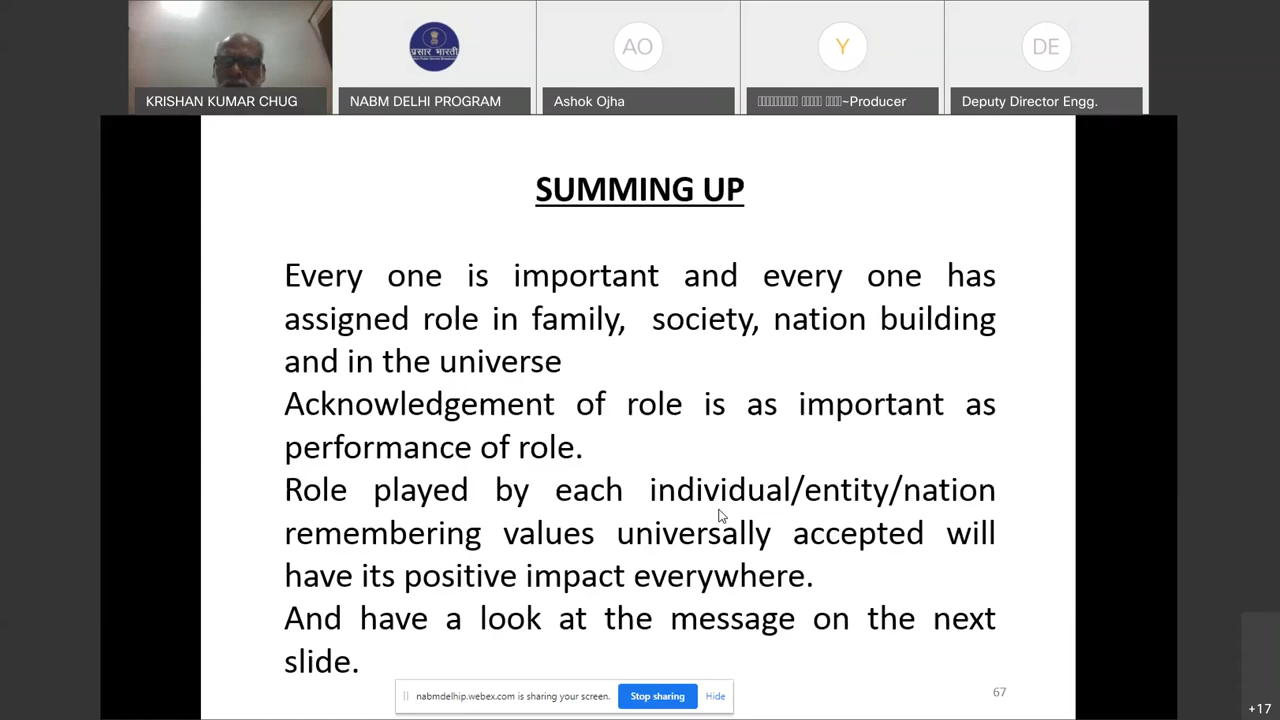 AO
Y
DE
प्रसार भारती
KRISHAN KUMAR CHUG
NABM DELHI PROGRAM
Ashok Ojha
~Producer
Deputy Director Engg.
SUMMING UP
Every one is important and every one has
assigned role in family, society, nation building
and in the universe
Acknowledgement of role is as important as
performance of role.
Role played by each individual/entity/nation
remembering values universally accepted will
have its positive impact everywhere.
And have a look at the message on the next
slide.
nabmdelhip.webex.com is sharing your screen.
Stop sharing
Hide
67
+17